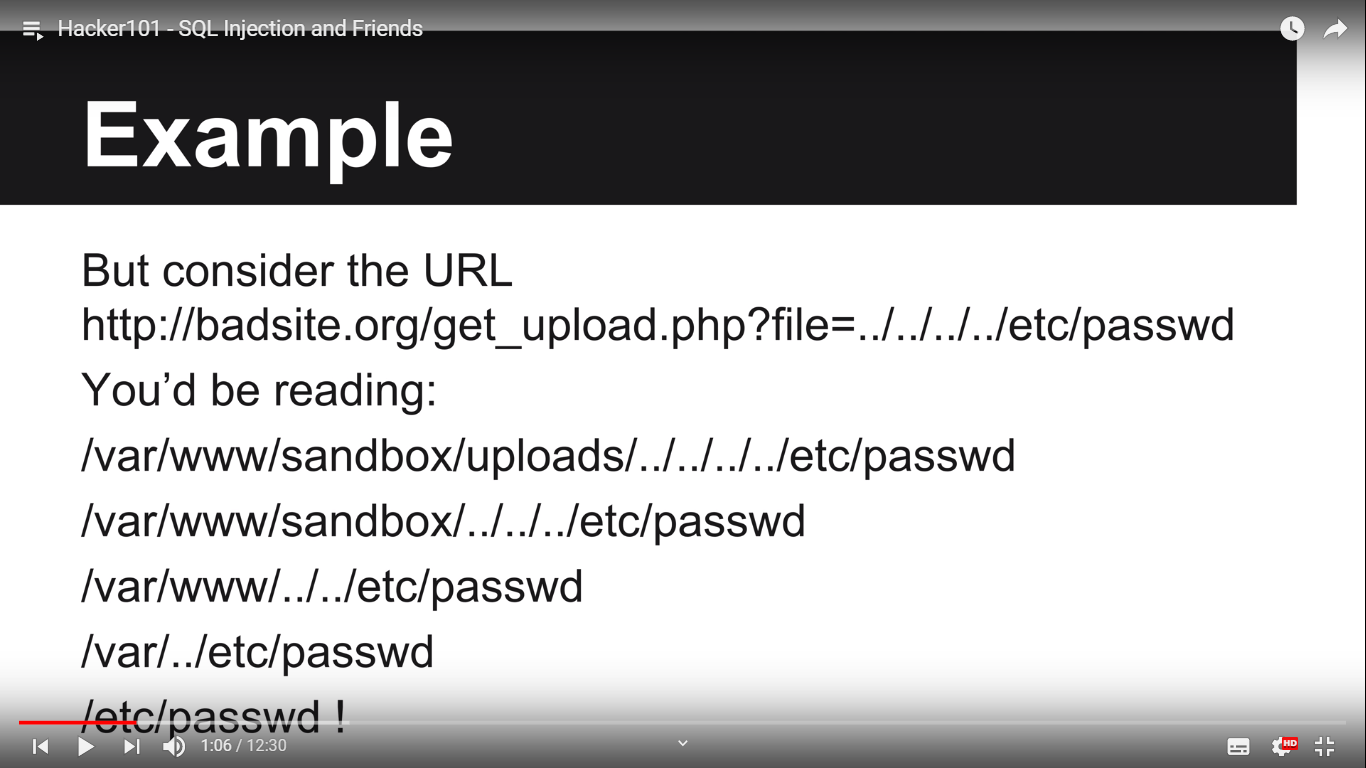 Hacker101 - SQL Injection and Friends
Example
But consider the URL
http://badsite.org/get_upload.php?file=../../../../etc/passwd
You’d be reading:
/var/www/sandbox/uploads/../../../../etc/passwd
/var/www/sandbox/../../../etc/passwd
/var/www/../../etc/passwd
/var/../etc/passwd
/etc/passwd !
1:06 / 12:30
HD